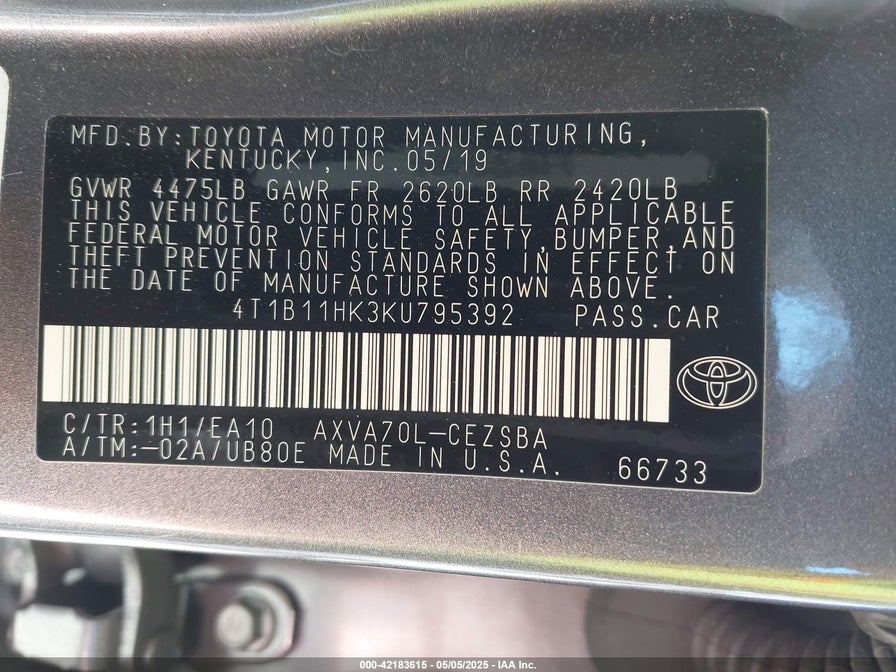 MFD.BY:TOYOTA MOTOR MANUFACTURING,
KENTUCKY,INC.05/19
GVWR 4475LB GAWR FR 2620LB RR 2420LB
THIS VEHICLE CONFORMS TO ALL APPLICABLE
FEDERAL MOTOR VEHICLE SAFETY,BUMPER,AND
THEFT PREVENTION STANDARDS IN EFFECT ON
THE DATE OF MANUFACTURE SHOWN ABOVE.
4T1B11HK3KU795392 PASS.CAR
C/TR:1H1/EA10 AXVA70L-CEZSBA
A/TM:-02A/UB80E MADE IN U.S.A. 66733
000-42183615 - 05/05/2025 - IAA Inc.